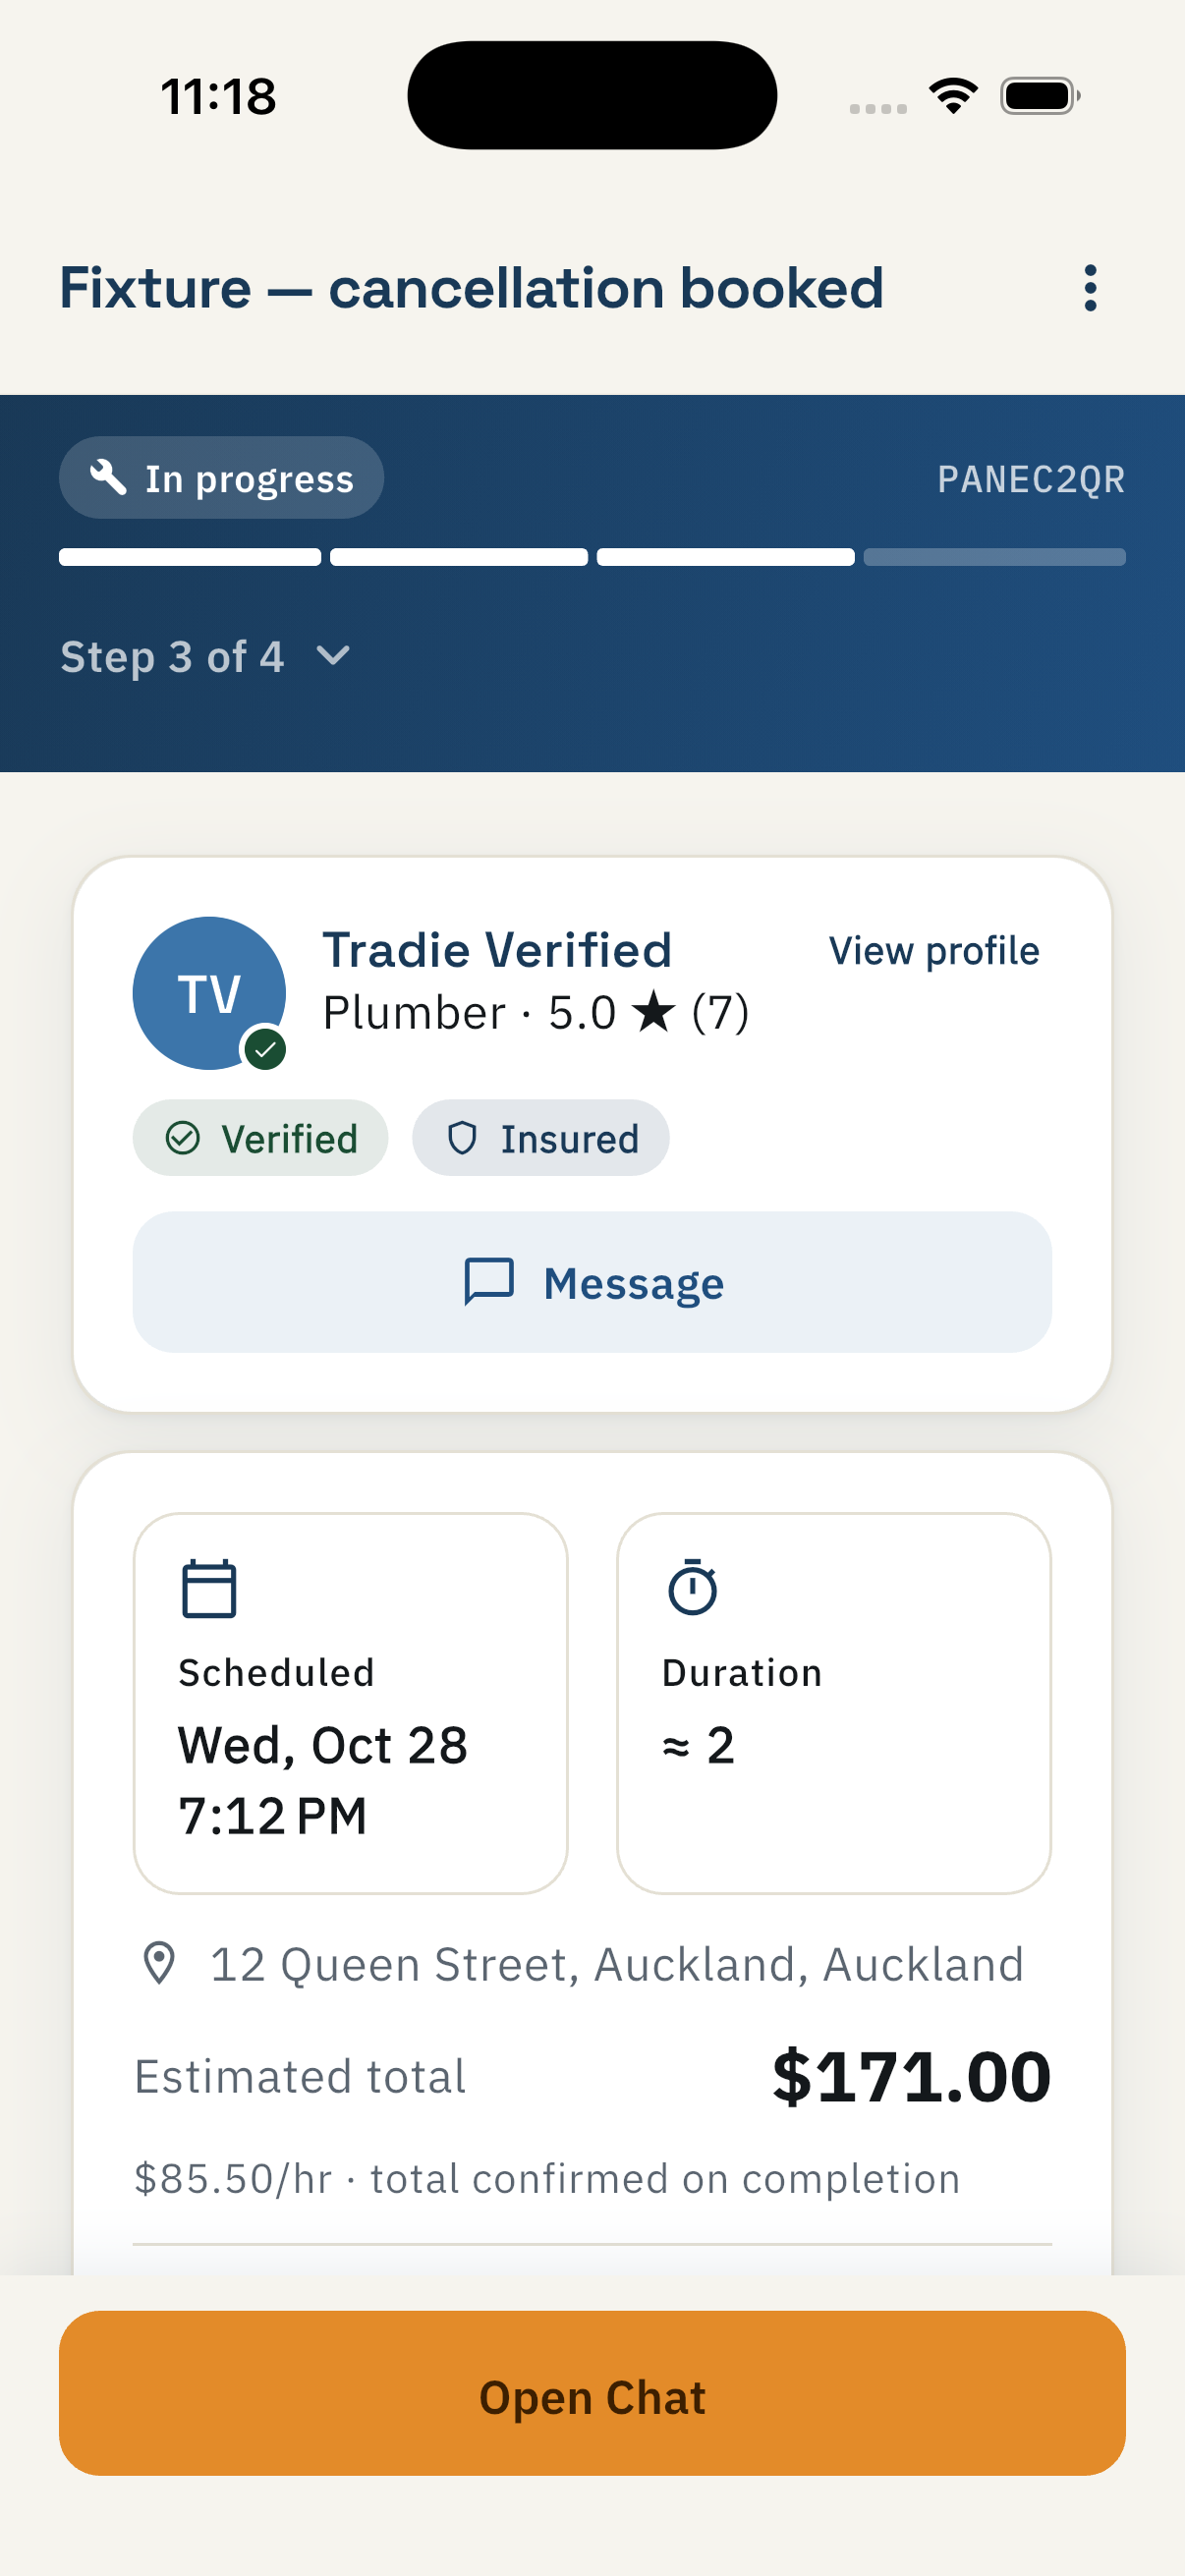 11:18
Fixture — cancellation booked
In progress
PANEC2QR
Step 3 of 4
TV
Tradie Verified
View profile
Plumber · 5.0 ★ (7)
Verified
Insured
Message
Scheduled
Wed, Oct 28
7:12 PM
Duration
≈ 2
12 Queen Street, Auckland, Auckland
Estimated total
$171.00
$85.50/hr · total confirmed on completion
Open Chat